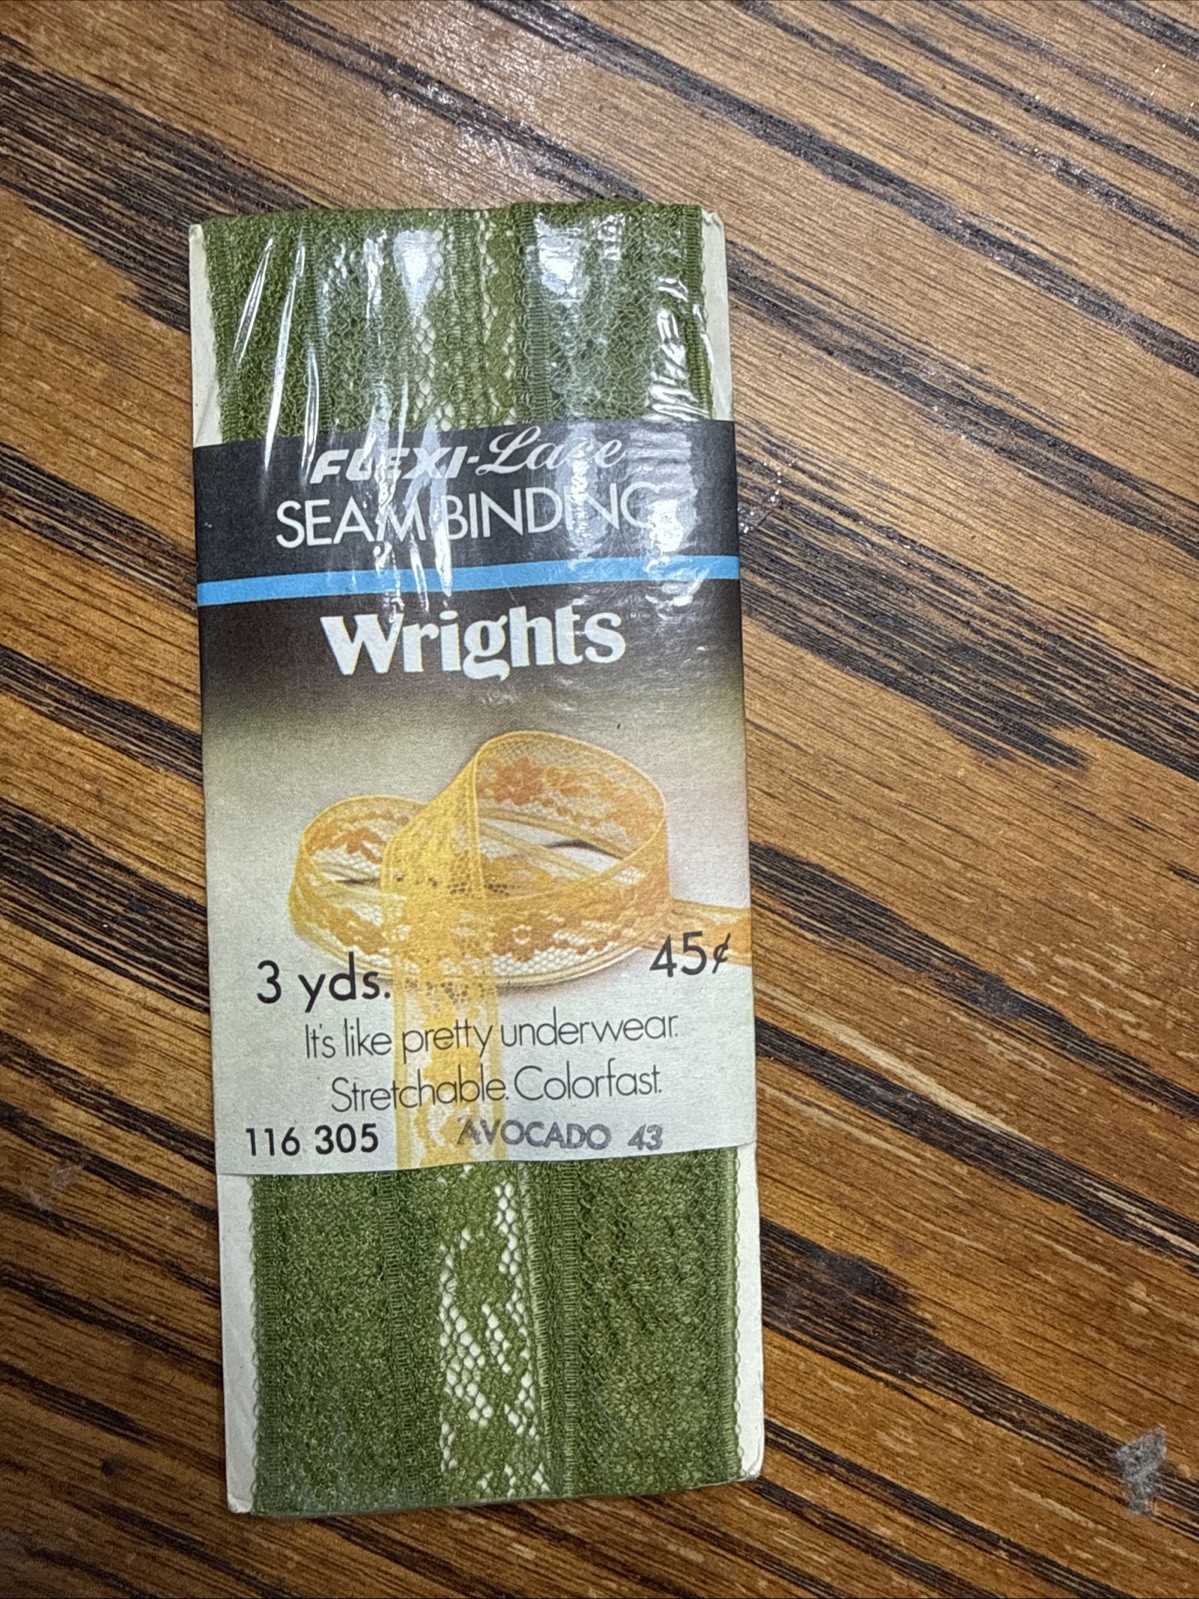 FLEXI-Lace
SEAM BINDING
Wrights
3 yds.
45¢
It's like pretty underwear.
Stretchable. Colorfast.
116 305 AVOCADO 43